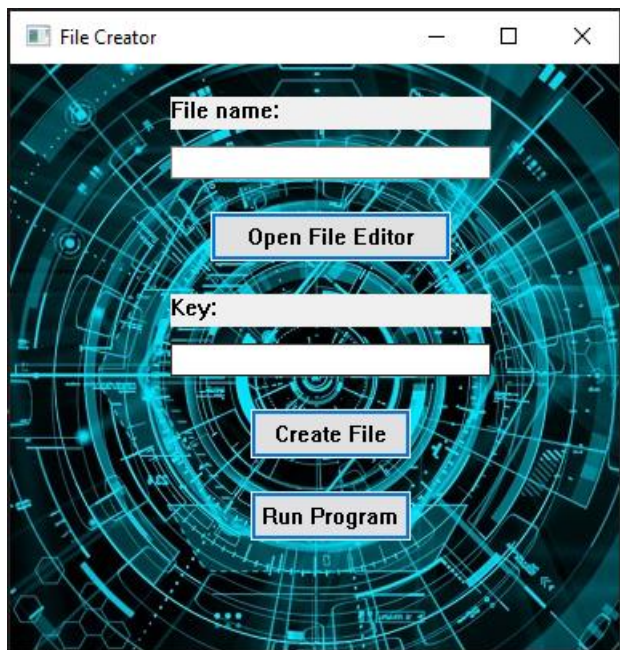 File Creator
File name:
Open File Editor
Key:
Create File
Run Program